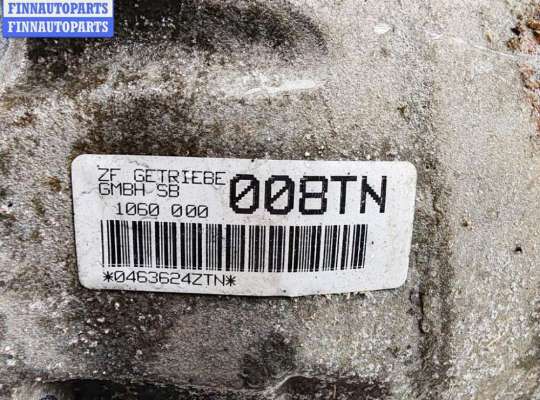 FINNAUTOPARTS
FINNAUTOPARTS
ZF GETRIEBE
GMBH SB
008TN
1060 000
*0463624ZTN*